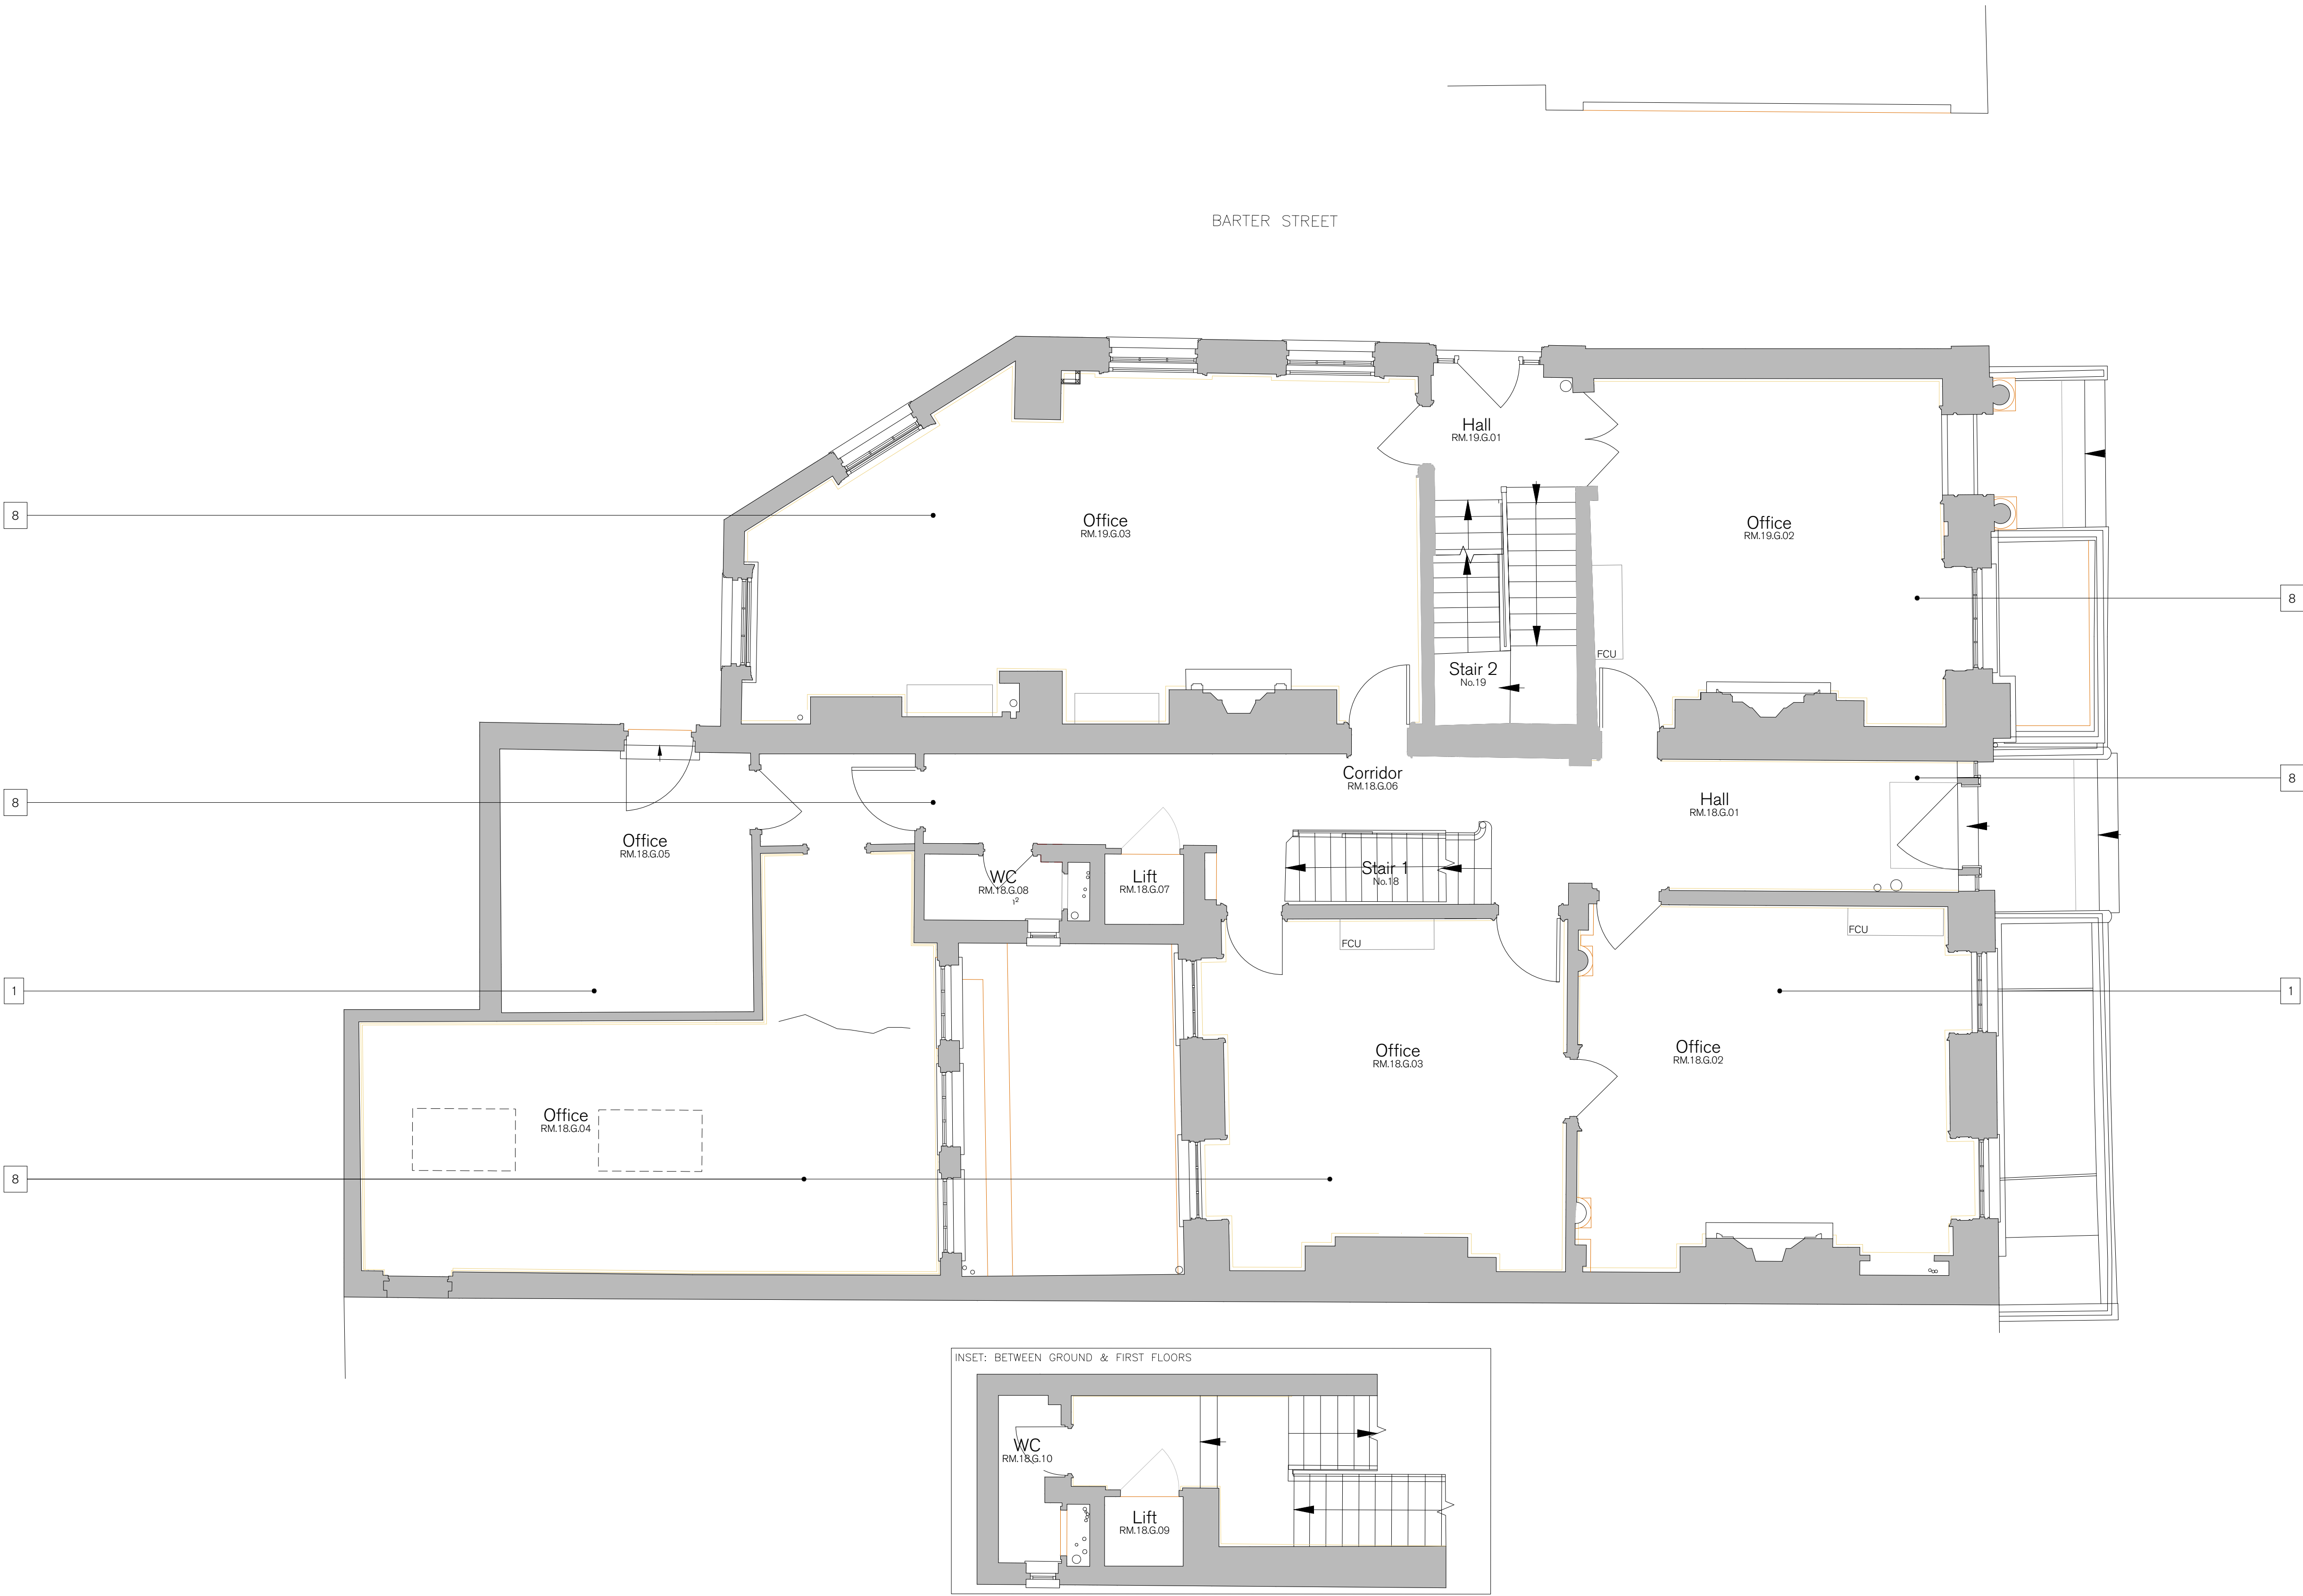 BARTER STREET
Hall
RM.19.G.01
8
Office
RM.19.G.03
Office
RM.19.G.02
8
FCU
Stair 2
No.19
Corridor
RM.18.G.06
8
8
Hall
RM.18.G.01
Office
RM.18.G.05
WC
RM.18.G.08
1²
Lift
RM.18.G.07
Stair 1
No.18
FCU
FCU
1
1
Office
RM.18.G.03
Office
RM.18.G.02
Office
RM.18.G.04
8
INSET: BETWEEN GROUND & FIRST FLOORS
WC
RM.18.G.10
Lift
RM.18.G.09